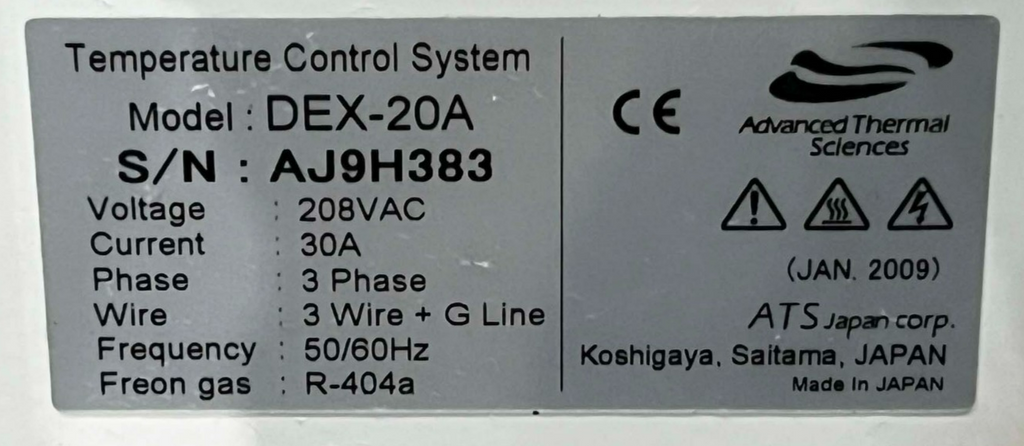 Temperature Control System
Model : DEX-20A
S/N : AJ9H383
Voltage : 208VAC
Current : 30A
Phase : 3 Phase
Wire : 3 Wire + G Line
Frequency : 50/60Hz
Freon gas : R-404a
CE
Advanced Thermal
Sciences
(JAN. 2009)
ATS Japan corp.
Koshigaya, Saitama, JAPAN
Made In JAPAN